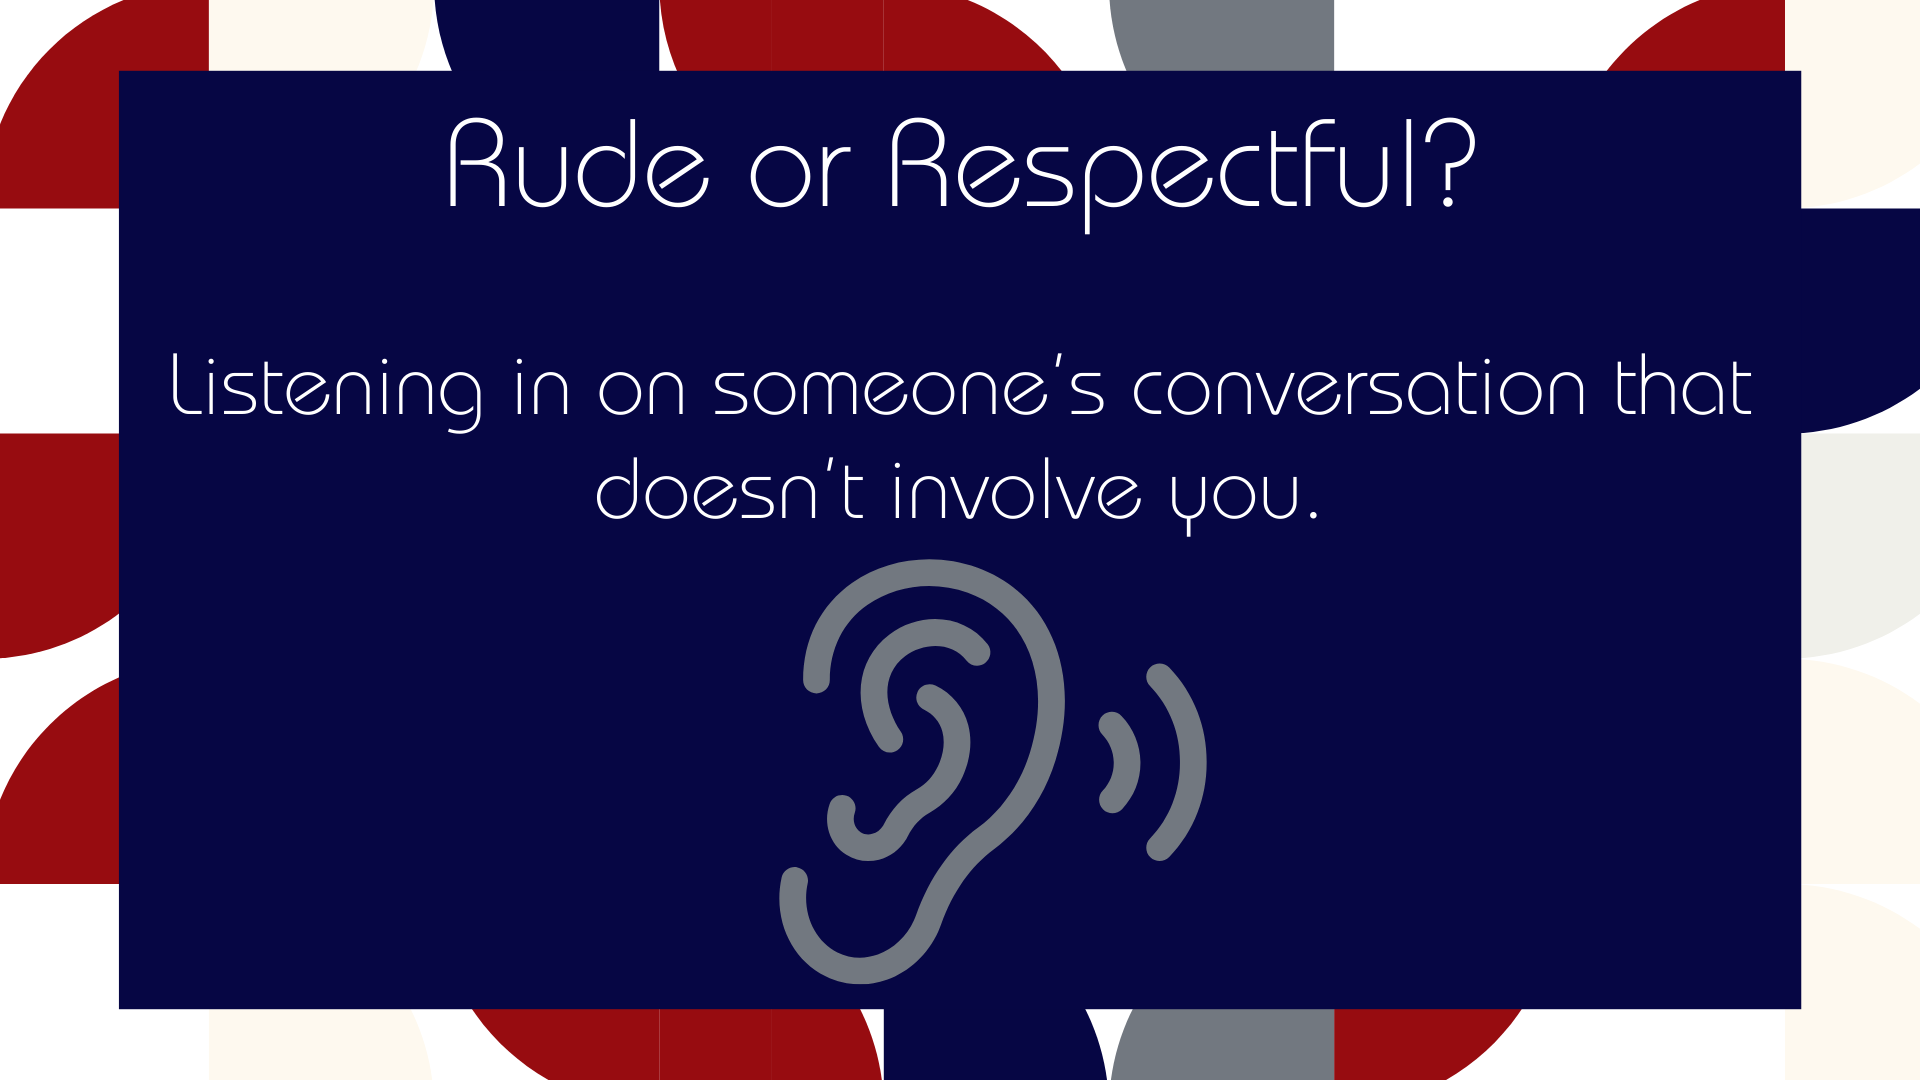 Rude or Respectful?
Listening in on someone's conversation that
doesn't involve you.